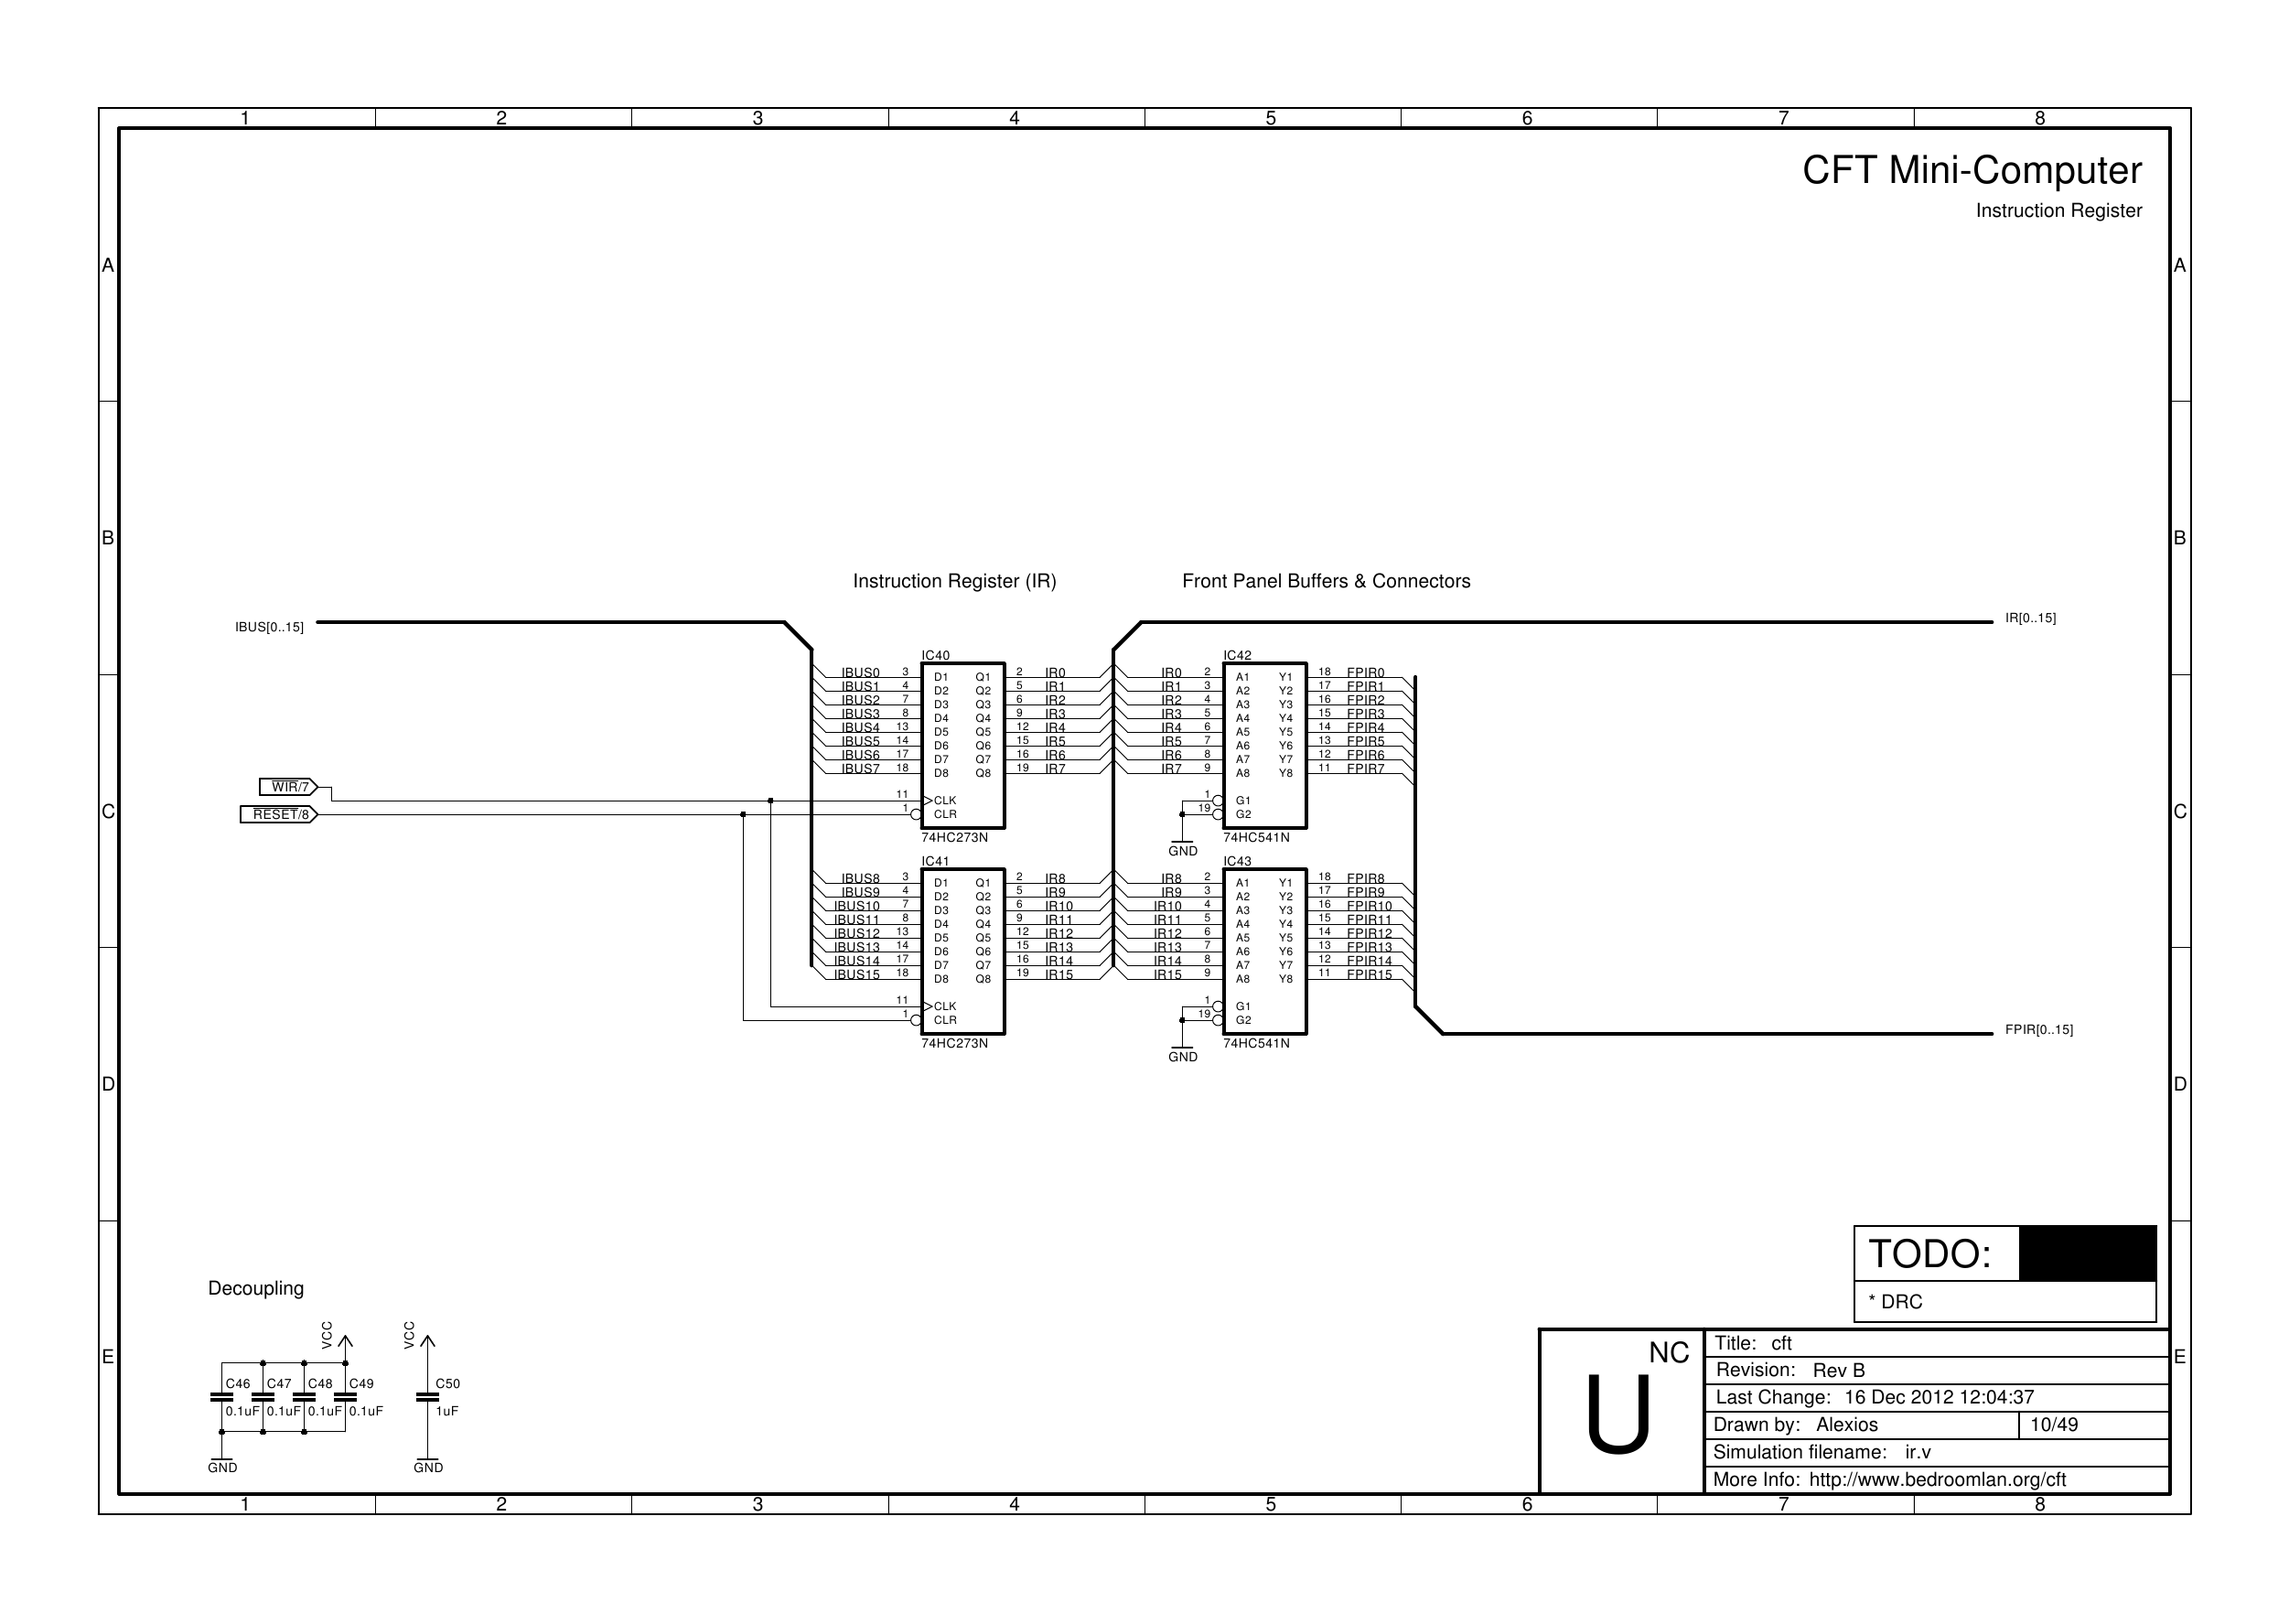 1 2 3 4 5 6 7 8
CFT Mini-Computer
Instruction Register
A A
B B
Instruction Register (IR) Front Panel Buffers & Connectors
IBUS[0..15] IR[0..15]
IC40 IC42
IBUS0 3 D1 Q1 2 IR0 IR0 2 A1 Y1 18 FPIR0
IBUS1 4 D2 Q2 5 IR1 IR1 3 A2 Y2 17 FPIR1
IBUS2 7 D3 Q3 6 IR2 IR2 4 A3 Y3 16 FPIR2
IBUS3 8 D4 Q4 9 IR3 IR3 5 A4 Y4 15 FPIR3
IBUS4 13 D5 Q5 12 IR4 IR4 6 A5 Y5 14 FPIR4
IBUS5 14 D6 Q6 15 IR5 IR5 7 A6 Y6 13 FPIR5
IBUS6 17 D7 Q7 16 IR6 IR6 8 A7 Y7 12 FPIR6
IBUS7 18 D8 Q8 19 IR7 IR7 9 A8 Y8 11 FPIR7
WIR/7 11 CLK 1 G1
C RESET/8 1 CLR 19 G2 C
74HC273N GND 74HC541N
IC41 IC43
IBUS8 3 D1 Q1 2 IR8 IR8 2 A1 Y1 18 FPIR8
IBUS9 4 D2 Q2 5 IR9 IR9 3 A2 Y2 17 FPIR9
IBUS10 7 D3 Q3 6 IR10 IR10 4 A3 Y3 16 FPIR10
IBUS11 8 D4 Q4 9 IR11 IR11 5 A4 Y4 15 FPIR11
IBUS12 13 D5 Q5 12 IR12 IR12 6 A5 Y5 14 FPIR12
IBUS13 14 D6 Q6 15 IR13 IR13 7 A6 Y6 13 FPIR13
IBUS14 17 D7 Q7 16 IR14 IR14 8 A7 Y7 12 FPIR14
IBUS15 18 D8 Q8 19 IR15 IR15 9 A8 Y8 11 FPIR15
11 CLK 1 G1
1 CLR 19 G2
74HC273N GND 74HC541N
FPIR[0..15]
D D
TODO:
* DRC
Decoupling
VCC VCC
C46 C47 C48 C49 C50
0.1uF 0.1uF 0.1uF 0.1uF 1uF
GND GND
E E
NC
U
Title: cft
Revision: Rev B
Last Change: 16 Dec 2012 12:04:37
Drawn by: Alexios 10/49
Simulation filename: ir.v
More Info: http://www.bedroomlan.org/cft
1 2 3 4 5 6 7 8